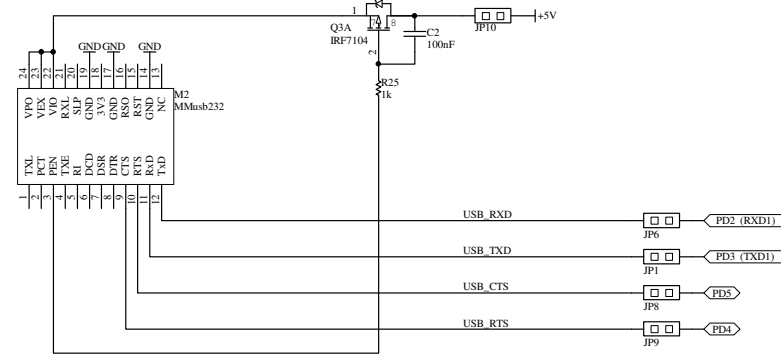 1
7
8
Q3A
IRF7104
2
C2
100nF
JP10
+5V
R25
1k
GND GND GND
24 23 22 21 20 19 18 17 16 15 14 13
VPO VEX VIO RXL SLP GND 3V3 GND RSO RST GND NC
M2
MMusb232
TXL PCT PEN TXE RI DCD DSR DTR CTS RTS RxD TxD
1 2 3 4 5 6 7 8 9 10 11 12
USB_RXD
JP6
PD2 (RXD1)
USB_TXD
JP1
PD3 (TXD1)
USB_CTS
JP8
PD5
USB_RTS
JP9
PD4